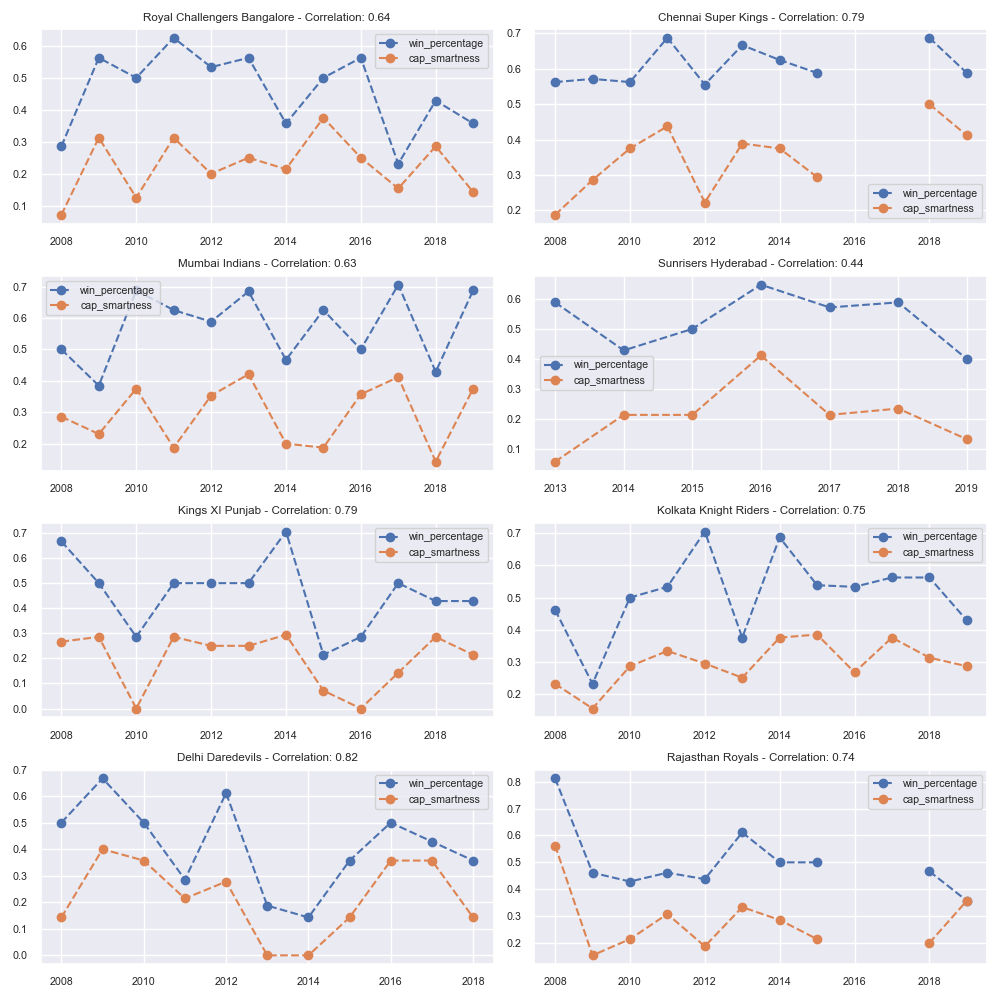 Royal Challengers Bangalore - Correlation: 0.64
0.6
0.5
0.4
0.3
0.2
0.1
win_percentage
cap_smartness
2008 2010 2012 2014 2016 2018
Chennai Super Kings - Correlation: 0.79
0.7
0.6
0.5
0.4
0.3
0.2
win_percentage
cap_smartness
2008 2010 2012 2014 2016 2018
Mumbai Indians - Correlation: 0.63
0.7
0.6
0.5
0.4
0.3
0.2
win_percentage
cap_smartness
2008 2010 2012 2014 2016 2018
Sunrisers Hyderabad - Correlation: 0.44
0.6
0.5
0.4
0.3
0.2
0.1
win_percentage
cap_smartness
2013 2014 2015 2016 2017 2018 2019
Kings XI Punjab - Correlation: 0.79
0.7
0.6
0.5
0.4
0.3
0.2
0.1
0.0
win_percentage
cap_smartness
2008 2010 2012 2014 2016 2018
Kolkata Knight Riders - Correlation: 0.75
0.7
0.6
0.5
0.4
0.3
0.2
win_percentage
cap_smartness
2008 2010 2012 2014 2016 2018
Delhi Daredevils - Correlation: 0.82
0.7
0.6
0.5
0.4
0.3
0.2
0.1
0.0
win_percentage
cap_smartness
2008 2010 2012 2014 2016 2018
Rajasthan Royals - Correlation: 0.74
0.8
0.7
0.6
0.5
0.4
0.3
0.2
win_percentage
cap_smartness
2008 2010 2012 2014 2016 2018